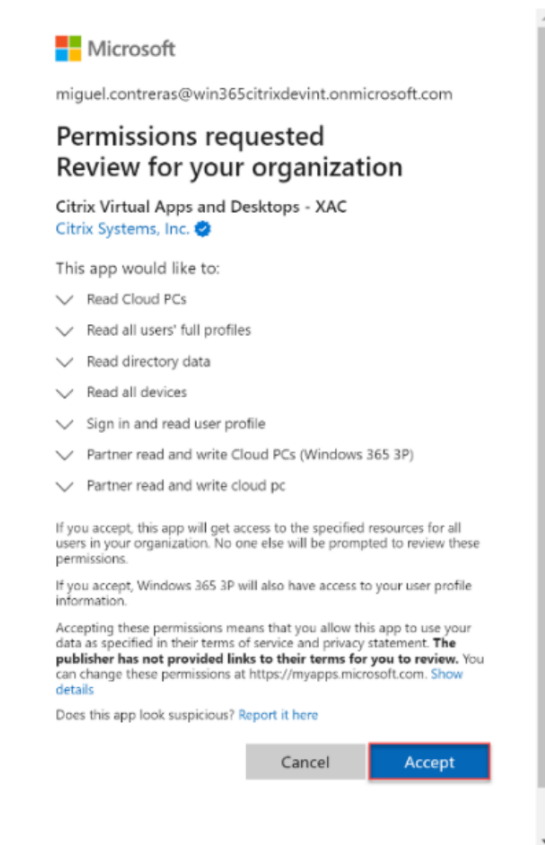 Microsoft
miguel.contreras@win365citrixdevint.onmicrosoft.com
Permissions requested
Review for your organization
Citrix Virtual Apps and Desktops - XAC
Citrix Systems, Inc.
This app would like to:
Read Cloud PCs
Read all users' full profiles
Read directory data
Read all devices
Sign in and read user profile
Partner read and write Cloud PCs (Windows 365 3P)
Partner read and write cloud pc
If you accept, this app will get access to the specified resources for all
users in your organization. No one else will be prompted to review these
permissions.
If you accept, Windows 365 3P will also have access to your user profile
information.
Accepting these permissions means that you allow this app to use your
data as specified in their terms of service and privacy statement. The
publisher has not provided links to their terms for you to review. You
can change these permissions at https://myapps.microsoft.com. Show
details
Does this app look suspicious? Report it here
Cancel
Accept